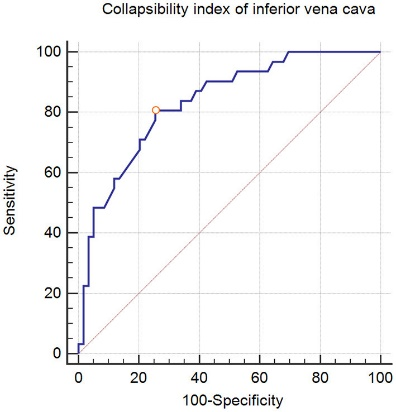 Collapsibility index of inferior vena cava
100
80
60
40
20
0
Sensitivity
0 20 40 60 80 100
100-Specificity